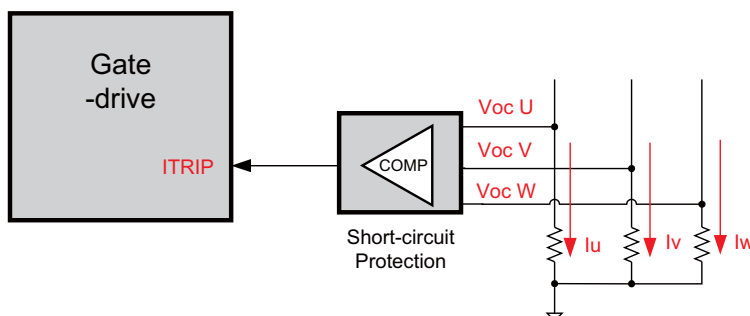 Gate
-drive
ITRIP
COMP
Short-circuit
Protection
Voc U
Voc V
Voc W
Iu
Iv
Iw